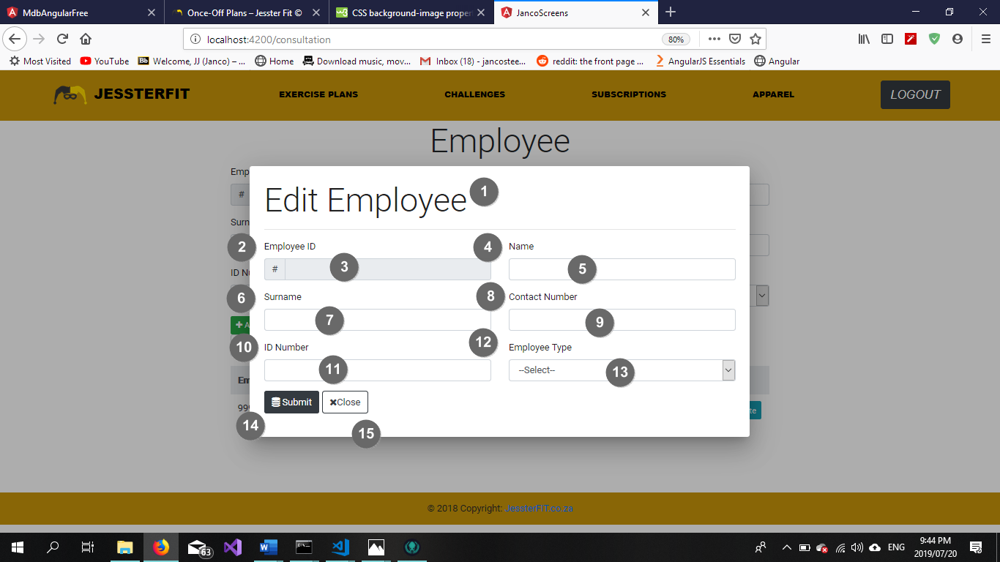 MdbAngularFree
Once-Off Plans – Jesster Fit ©
CSS background-image proper
JancoScreens
localhost:4200/consultation
80%
Most Visited
YouTube
Bb Welcome, JJ (Janco) – ...
Home
Download music, mov...
Inbox (18) - jancostee...
reddit: the front page ...
AngularJS Essentials
Angular
JESSTERFIT
EXERCISE PLANS
CHALLENGES
SUBSCRIPTIONS
APPAREL
LOGOUT
Employee
Emp
#
Surn
ID Nu
A
Em
999
te
Edit Employee
1
2
Employee ID
#
3
4
Name
5
6
Surname
7
8
Contact Number
9
10
ID Number
11
12
Employee Type
--Select--
13
Submit
Close
14
15
© 2018 Copyright: JessterFIT.co.za
63
ENG
9:44 PM
2019/07/20